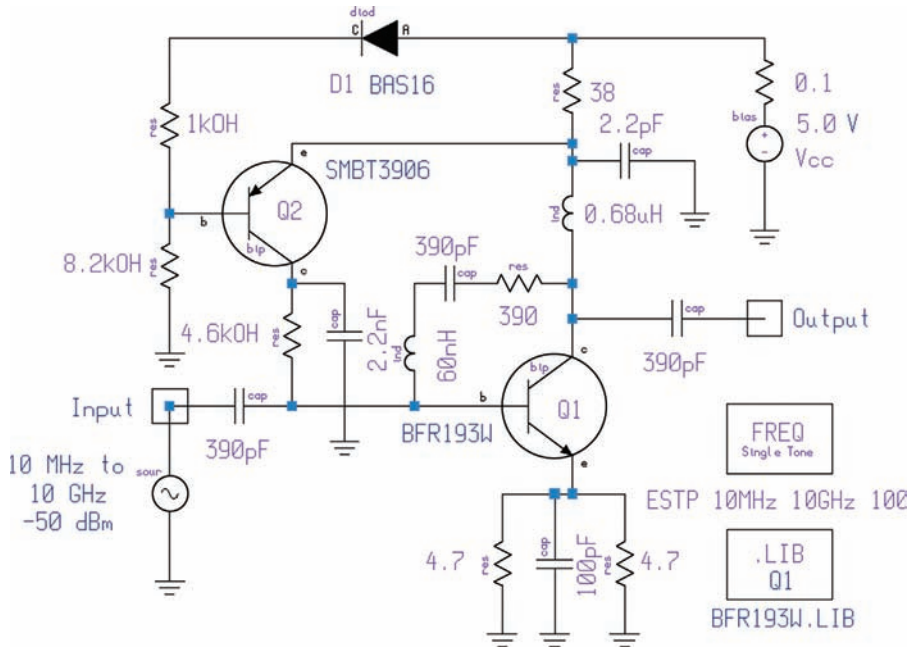 diod
C
A
D1 BAS16
res
38
res
0.1
bias
+
-
5.0 V
Vcc
res
1kOH
2.2pF
cap
e
SMBT3906
Q2
b
bip
c
ind
0.68uH
8.2kOH
res
390pF
cap
res
390
4.6kOH
res
cap
2.2nF
ind
60nH
cap
390pF
Output
Input
cap
390pF
b
bip
c
Q1
e
BFR193W
10 MHz to
10 GHz
-50 dBm
sour
FREQ
Single Tone
ESTP 10MHz 10GHz 100
4.7
res
cap
100pF
res
4.7
.LIB
Q1
BFR193W.LIB